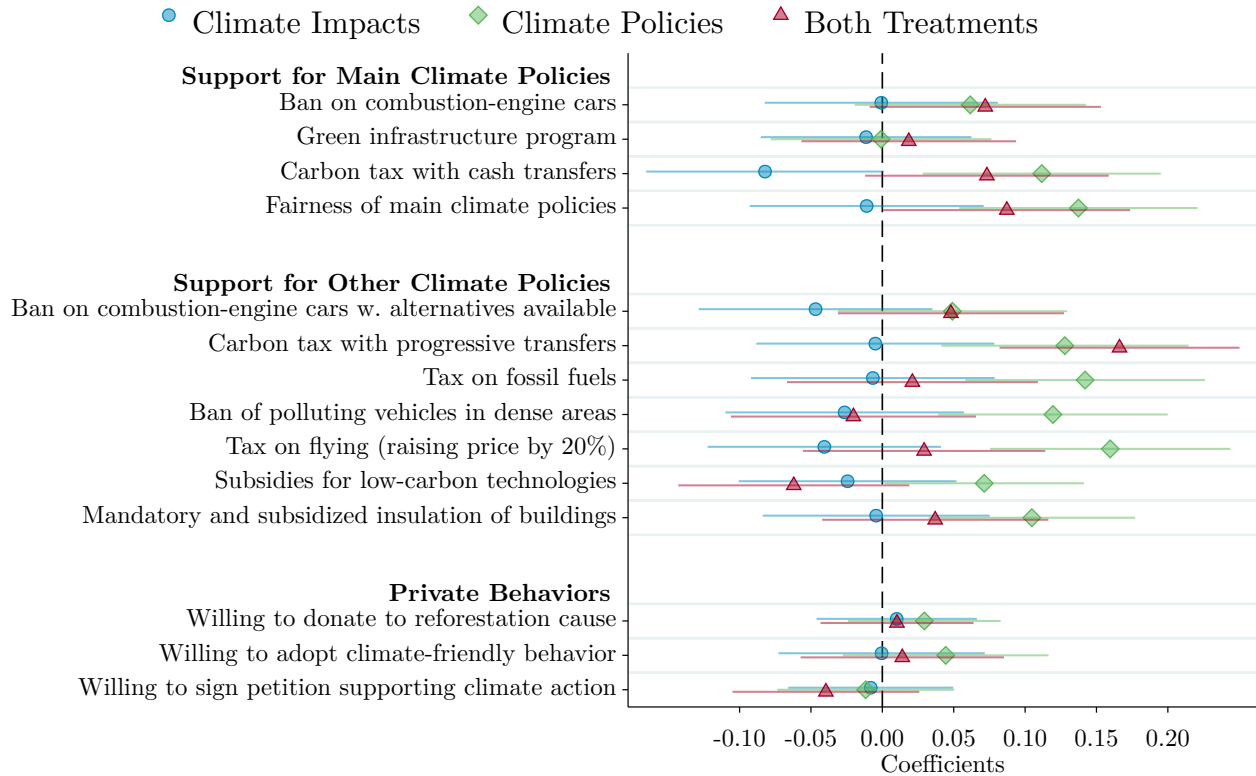 Climate Impacts Climate Policies Both Treatments
Support for Main Climate Policies
Ban on combustion-engine cars
Green infrastructure program
Carbon tax with cash transfers
Fairness of main climate policies
Support for Other Climate Policies
Ban on combustion-engine cars w. alternatives available
Carbon tax with progressive transfers
Tax on fossil fuels
Ban of polluting vehicles in dense areas
Tax on flying (raising price by 20%)
Subsidies for low-carbon technologies
Mandatory and subsidized insulation of buildings
Private Behaviors
Willing to donate to reforestation cause
Willing to adopt climate-friendly behavior
Willing to sign petition supporting climate action
-0.10 -0.05 0.00 0.05 0.10 0.15 0.20
Coefficients